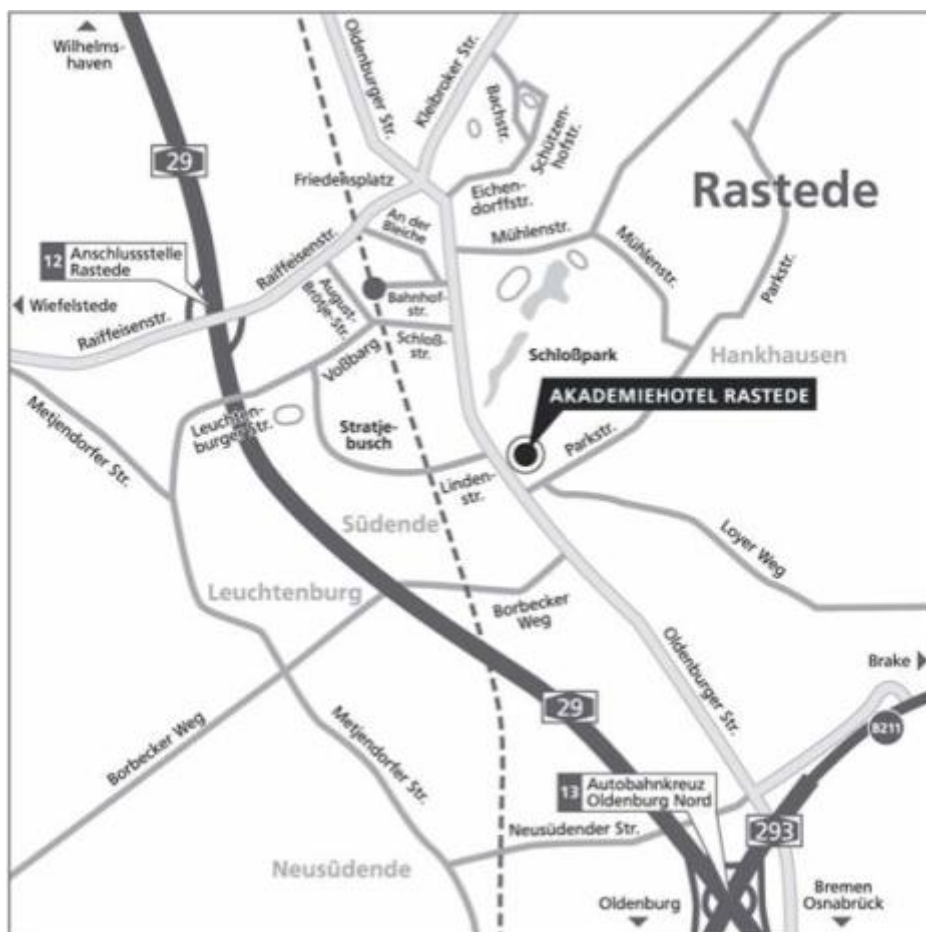 Wilhelms-
haven
Oldenburger Str.
Kleibroker Str.
Bachstr.
Schützen-
hofstr.
29
Friedensplatz
Eichen-
dorffstr.
Rastede
An der
Bleiche
Mühlenstr.
Mühlenstr.
Parkstr.
12
Anschlussstelle
Rastede
Raiffeisenstr.
Wiefelstede
Raiffeisenstr.
August-
Brötje-Str.
Bahnhof-
str.
Schloß-
str.
Voßbarg
Schloßpark
Hankhausen
AKADEMIEHOTEL RASTEDE
Metjendorfer Str.
Leuchten-
burger Str.
Stratje-
busch
Parkstr.
Linden-
str.
Südende
Loyer Weg
Leuchtenburg
Borbecker
Weg
Oldenburger Str.
Brake
29
B211
Borbecker Weg
Metjendorfer Str.
13
Autobahnkreuz
Oldenburg Nord
Neusüdender Str.
293
Neusüdende
Oldenburg
Bremen
Osnabrück